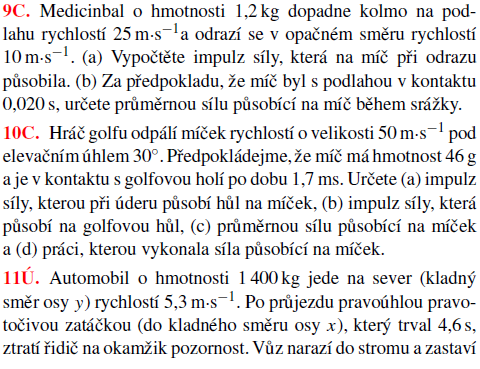 9C. Medicinbal o hmotnosti 1,2 kg dopadne kolmo na pod-
lahu rychlostí 25 m·s⁻¹a odrazí se v opačném směru rychlostí
10 m·s⁻¹. (a) Vypočtěte impulz síly, která na míč při odrazu
působila. (b) Za předpokladu, že míč byl s podlahou v kontaktu
0,020 s, určete průměrnou sílu působící na míč během srážky.
10C. Hráč golfu odpálí míček rychlostí o velikosti 50 m·s⁻¹ pod
elevačním úhlem 30°. Předpokládejme, že míč má hmotnost 46 g
a je v kontaktu s golfovou holí po dobu 1,7 ms. Určete (a) impulz
síly, kterou při úderu působí hůl na míček, (b) impulz síly, která
působí na golfovou hůl, (c) průměrnou sílu působící na míček
a (d) práci, kterou vykonala síla působící na míček.
11Ú. Automobil o hmotnosti 1 400 kg jede na sever (kladný
směr osy y) rychlostí 5,3 m·s⁻¹. Po průjezdu pravoúhlou pravo-
točivou zatáčkou (do kladného směru osy x), který trval 4,6 s,
ztratí řidič na okamžik pozornost. Vůz narazí do stromu a zastaví